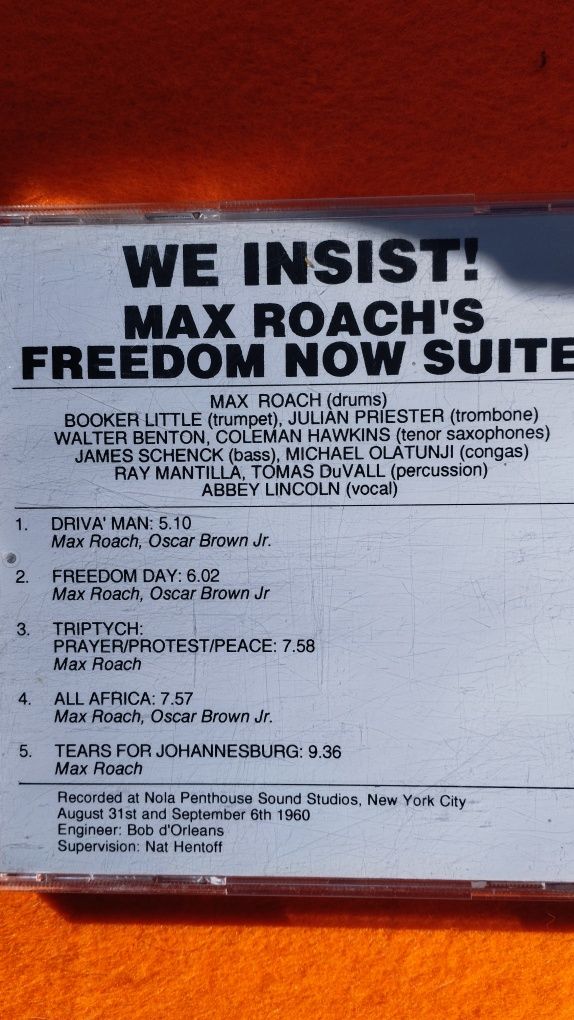 WE INSIST!
MAX ROACH'S
FREEDOM NOW SUITE
MAX ROACH (drums)
BOOKER LITTLE (trumpet), JULIAN PRIESTER (trombone)
WALTER BENTON, COLEMAN HAWKINS (tenor saxophones)
JAMES SCHENCK (bass), MICHAEL OLATUNJI (congas)
RAY MANTILLA, TOMAS DuVALL (percussion)
ABBEY LINCOLN (vocal)
1. DRIVA' MAN: 5.10
Max Roach, Oscar Brown Jr.
2. FREEDOM DAY: 6.02
Max Roach, Oscar Brown Jr
3. TRIPTYCH:
PRAYER/PROTEST/PEACE: 7.58
Max Roach
4. ALL AFRICA: 7.57
Max Roach, Oscar Brown Jr.
5. TEARS FOR JOHANNESBURG: 9.36
Max Roach
Recorded at Nola Penthouse Sound Studios, New York City
August 31st and September 6th 1960
Engineer: Bob d'Orleans
Supervision: Nat Hentoff